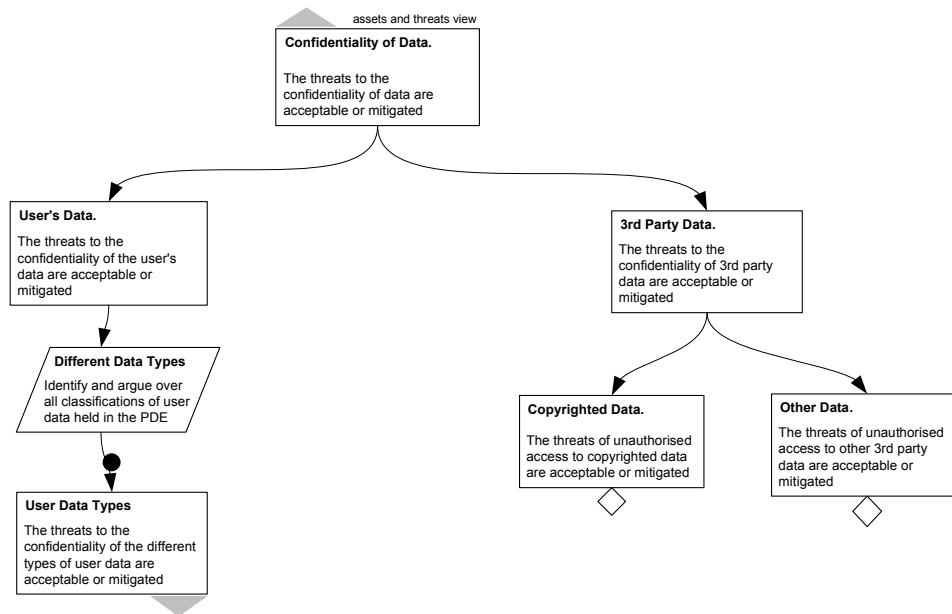 assets and threats view
Confidentiality of Data.
The threats to the
confidentiality of data are
acceptable or mitigated
User's Data.
The threats to the
confidentiality of the user's
data are acceptable or
mitigated
3rd Party Data.
The threats to the
confidentiality of 3rd party
data are acceptable or
mitigated
Different Data Types
Identify and argue over
all classifications of user
data held in the PDE
Copyrighted Data.
The threats of unauthorised
access to copyrighted data
are acceptable or mitigated
Other Data.
The threats of unauthorised
access to other 3rd party
data are acceptable or
mitigated
User Data Types
The threats to the
confidentiality of the different
types of user data are
acceptable or mitigated